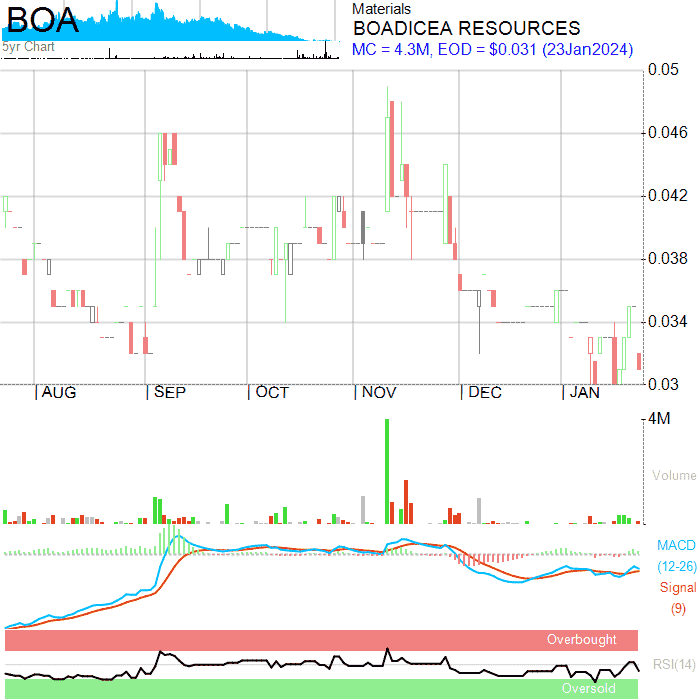 BOA
5yr Chart
Materials
BOADICEA RESOURCES
MC = 4.3M, EOD = $0.031 (23Jan2024)
0.05
0.046
0.042
0.038
0.034
0.03
AUG SEP OCT NOV DEC JAN
4M
Volume
MACD
(12-26)
Signal
(9)
Overbought
RSI(14)
Oversold